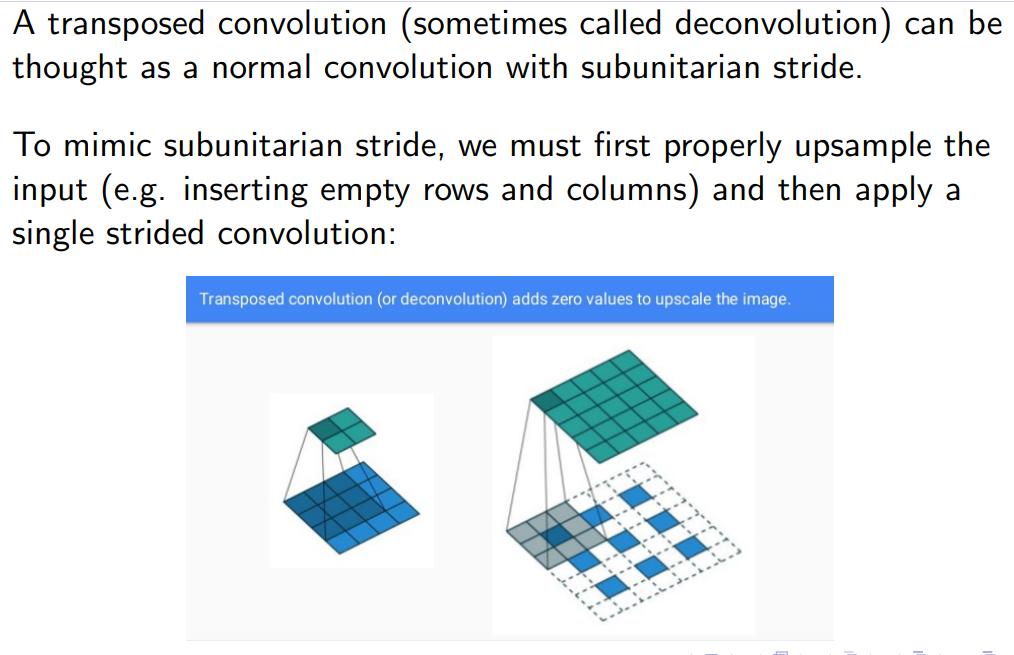 A transposed convolution (sometimes called deconvolution) can be
thought as a normal convolution with subunitarian stride.
To mimic subunitarian stride, we must first properly upsample the
input (e.g. inserting empty rows and columns) and then apply a
single strided convolution:
Transposed convolution (or deconvolution) adds zero values to upscale the image.